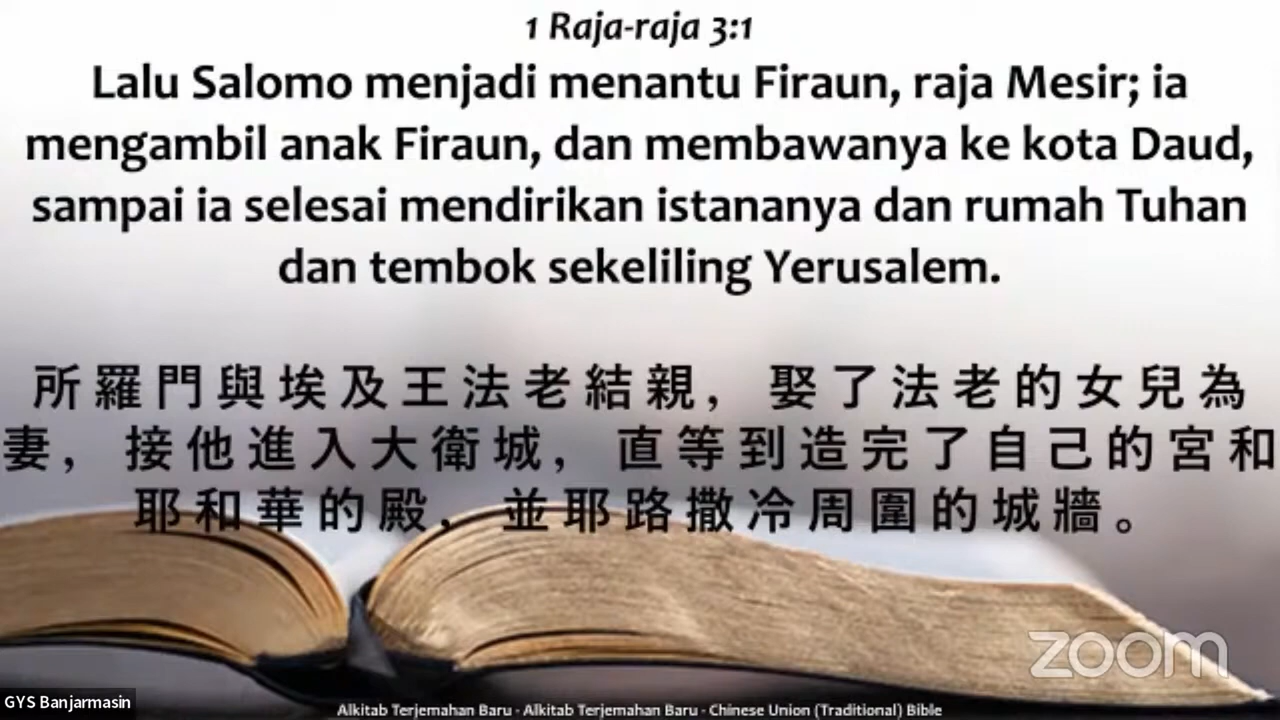 1 Raja-raja 3:1
Lalu Salomo menjadi menantu Firaun, raja Mesir; ia
mengambil anak Firaun, dan membawanya ke kota Daud,
sampai ia selesai mendirikan istananya dan rumah Tuhan
dan tembok sekeliling Yerusalem.
所羅門與埃及王法老結親，娶了法老的女兒為
妻，接他進入大衛城，直等到造完了自己的宮和
耶和華的殿，並耶路撒冷周圍的城牆。
zoom
GYS Banjarmasin
Alkitab Terjemahan Baru - Alkitab Terjemahan Baru - Chinese Union (Traditional) Bible